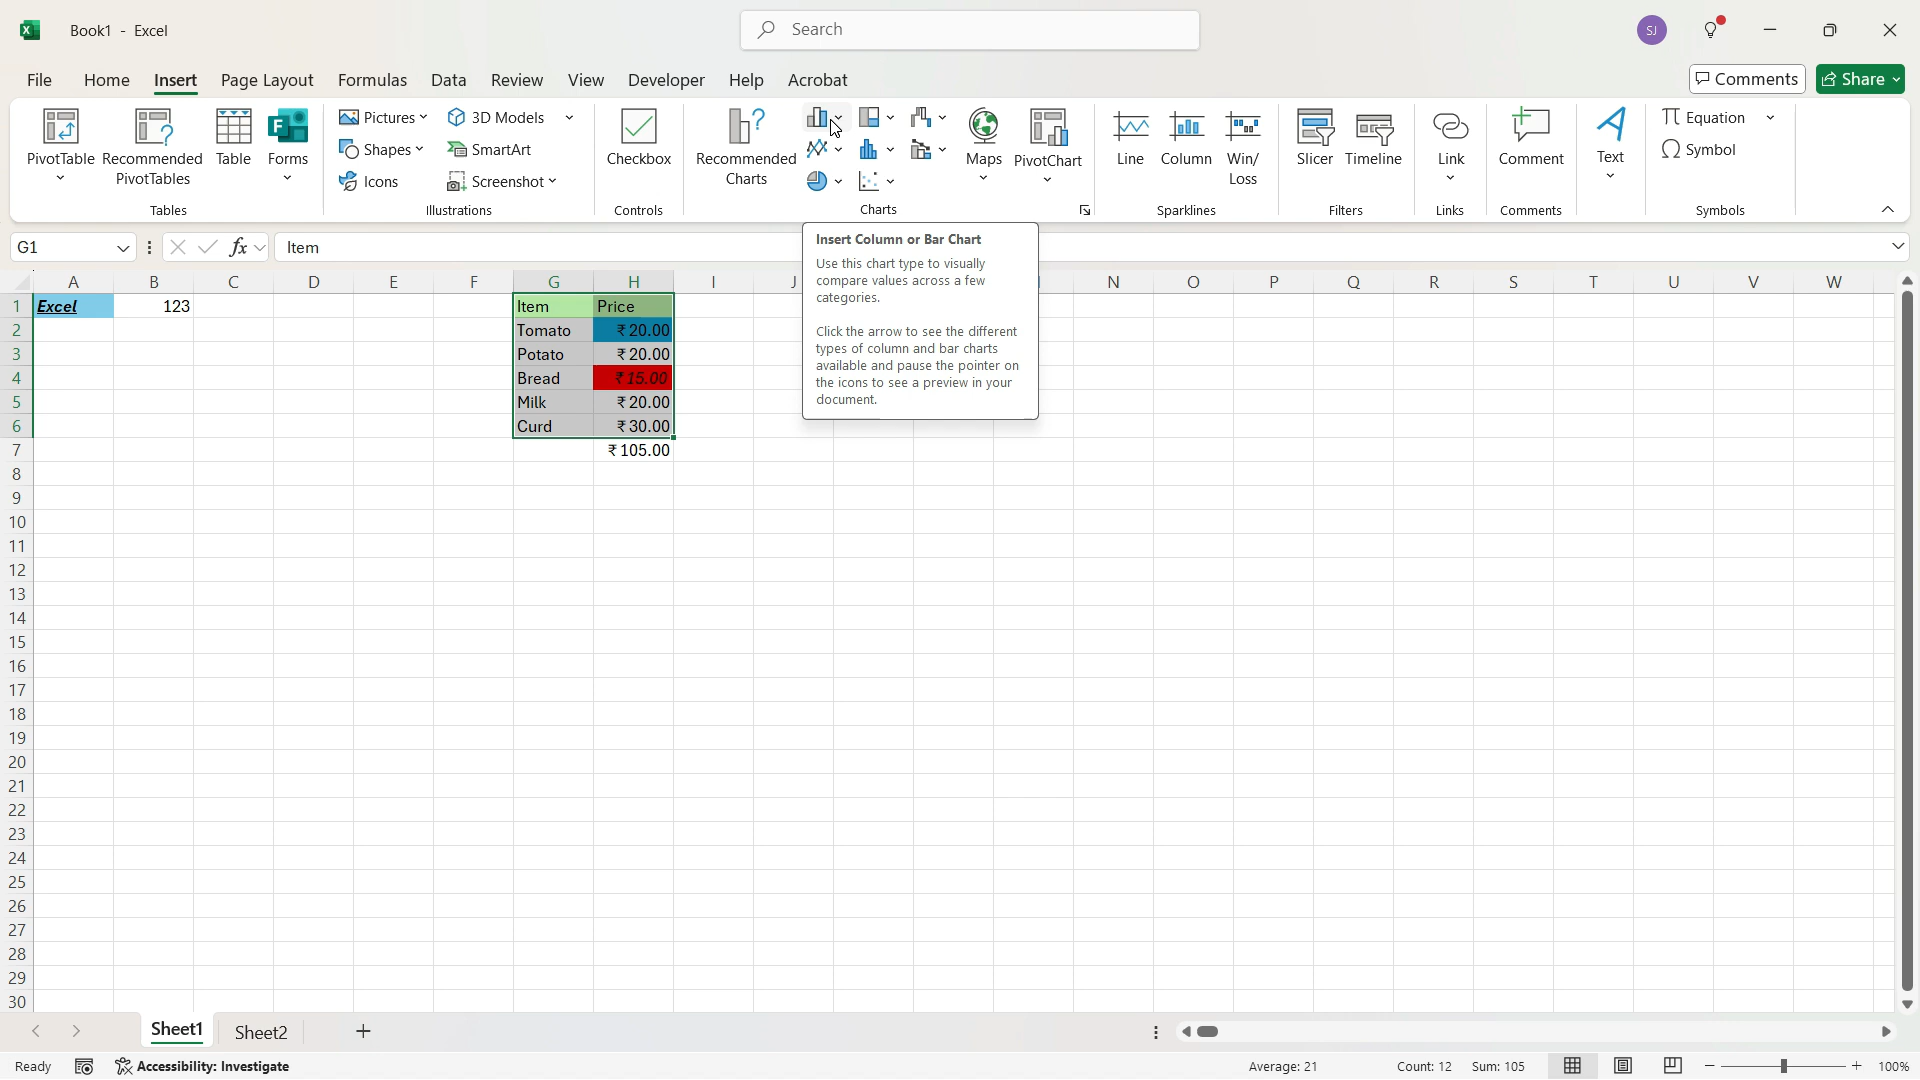 Book1 - Excel
Search
SJ
File Home Insert Page Layout Formulas Data Review View Developer Help Acrobat
Comments Share
PivotTable
Recommended PivotTables
Table
Forms
Tables
Pictures
Shapes
Icons
3D Models
SmartArt
Screenshot
Illustrations
Checkbox
Controls
Recommended Charts
Maps
PivotChart
Charts
Line
Column
Win/
Loss
Sparklines
Slicer
Timeline
Filters
Link
Links
Comment
Comments
Text
Equation
Symbol
Symbols
G1 fx Item
Insert Column or Bar Chart
Use this chart type to visually
compare values across a few
categories.
Click the arrow to see the different
types of column and bar charts
available and pause the pointer on
the icons to see a preview in your
document.
A B C D E F G H I J N O P Q R S T U V W
1 Excel 123 Item Price
2 Tomato ₹20.00
3 Potato ₹20.00
4 Bread ₹15.00
5 Milk ₹20.00
6 Curd ₹30.00
7 ₹105.00
8
9
10
11
12
13
14
15
16
17
18
19
20
21
22
23
24
25
26
27
28
29
30
Sheet1 Sheet2
Ready Accessibility: Investigate Average: 21 Count: 12 Sum: 105 100%